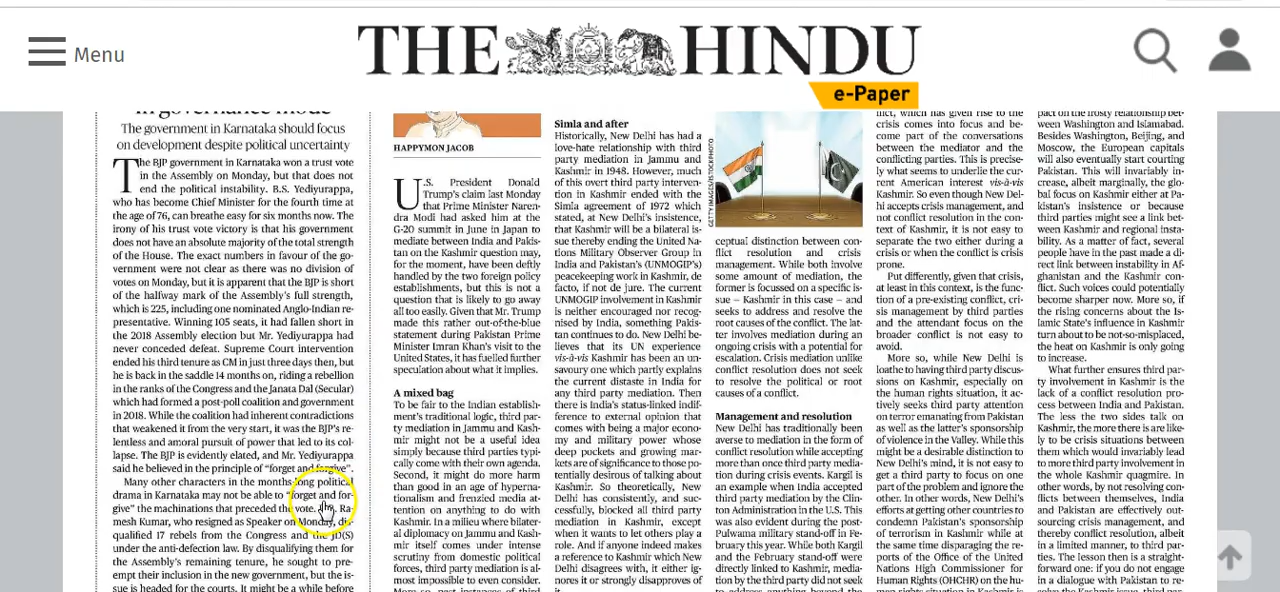 Menu
THE HINDU
e-Paper
in governance mode
The government in Karnataka should focus
on development despite political uncertainty
The BJP government in Karnataka won a trust vote
in the Assembly on Monday, but that does not
end the political instability. B.S. Yediyurappa,
who has become Chief Minister for the fourth time at
the age of 76, can breathe easy for six months now. The
irony of his trust vote victory is that his government
does not have an absolute majority of the total strength
of the House. The exact numbers in favour of the go-
vernment were not clear as there was no division of
votes on Monday, but it is apparent that the BJP is short
of the halfway mark of the Assembly's full strength,
which is 225, including one nominated Anglo-Indian re-
presentative. Winning 105 seats, it had fallen short in
the 2018 Assembly election but Mr. Yediyurappa had
never conceded defeat. Supreme Court intervention
ended his third tenure as CM in just three days then, but
he is back in the saddle 14 months on, riding a rebellion
in the ranks of the Congress and the Janata Dal (Secular)
which had formed a post-poll coalition and government
in 2018. While the coalition had inherent contradictions
that weakened it from the very start, it was the BJP's re-
lentless and amoral pursuit of power that led to its col-
lapse. The BJP is evidently elated, and Mr. Yediyurappa
said he believed in the principle of "forget and forgive".
Many other characters in the months-long political
drama in Karnataka may not be able to "forget and for-
give" the machinations that preceded the vote. Ra-
mesh Kumar, who resigned as Speaker on Monday, dis-
qualified 17 rebels from the Congress and the JD(S)
under the anti-defection law. By disqualifying them for
the Assembly's remaining tenure, he sought to pre-
empt their inclusion in the new government, but the is-
sue is headed for the courts. It might be a while before
HAPPYMON JACOB
U.S. President Donald
Trump's claim last Monday
that Prime Minister Naren-
dra Modi had asked him at the
G-20 summit in June in Japan to
mediate between India and Pakis-
tan on the Kashmir question may,
for the moment, have been deftly
handled by the two foreign policy
establishments, but this is not a
question that is likely to go away
all too easily. Given that Mr. Trump
made this rather out-of-the-blue
statement during Pakistan Prime
Minister Imran Khan's visit to the
United States, it has fuelled further
speculation about what it implies.
A mixed bag
To be fair to the Indian establish-
ment's traditional logic, third par-
ty mediation in Jammu and Kash-
mir might not be a useful idea
simply because third parties typi-
cally come with their own agenda.
Second, it might do more harm
than good in an age of hyperna-
tionalism and frenzied media at-
tention on anything to do with
Kashmir. In a milieu where bilater-
al diplomacy on Jammu and Kash-
mir itself comes under intense
scrutiny from domestic political
forces, third party mediation is al-
most impossible to even consider.
More so, past instances of third
Simla and after
Historically, New Delhi has had a
love-hate relationship with third
party mediation in Jammu and
Kashmir in 1948. However, much
of this overt third party interven-
tion in Kashmir ended with the
Simla agreement of 1972 which
stated, at New Delhi's insistence,
that Kashmir will be a bilateral is-
sue thereby ending the United Na-
tions Military Observer Group in
India and Pakistan's (UNMOGP's)
peacekeeping work in Kashmir, de
facto, if not de jure. The current
UNMOGIP involvement in Kashmir
is neither encouraged nor recog-
nised by India, something Pakis-
tan continues to do. New Delhi be-
lieves that its UN experience
vis-à-vis Kashmir has been an un-
savoury one which partly explains
the current distaste in India for
any third party mediation. Then
there is India's status-linked indif-
ference to external opinion that
comes with being a major econo-
my and military power whose
deep pockets and growing mar-
kets are of significance to those po-
tentially desirous of talking about
Kashmir. So theoretically, New
Delhi has consistently, and suc-
cessfully, blocked all third party
mediation in Kashmir, except
when it wants to let others play a
role. And if anyone indeed makes
a reference to Kashmir which New
Delhi disagrees with, it either ig-
nores it or strongly disapproves of
it.
GETTY IMAGES/ISTOCKPHOTO
ceptual distinction between con-
flict resolution and crisis
management. While both involve
some amount of mediation, the
former is focussed on a specific is-
sue – Kashmir in this case – and
seeks to address and resolve the
root causes of the conflict. The lat-
ter involves mediation during an
ongoing crisis with a potential for
escalation. Crisis mediation unlike
conflict resolution does not seek
to resolve the political or root
causes of a conflict.
Management and resolution
New Delhi has traditionally been
averse to mediation in the form of
conflict resolution while accepting
more than once third party media-
tion during crisis events. Kargil is
an example when India accepted
third party mediation by the Clin-
ton Administration in the U.S. This
was also evident during the post-
Pulwama military stand-off in Fe-
bruary this year. While both Kargil
and the February stand-off were
directly linked to Kashmir, media-
tion by the third party did not seek
to address anything beyond the
flict, which has given rise to the
crisis comes into focus and be-
come part of the conversations
between the mediator and the
conflicting parties. This is precise-
ly what seems to underlie the cur-
rent American interest vis-à-vis
Kashmir. So even though New Del-
hi accepts crisis management, and
not conflict resolution in the con-
text of Kashmir, it is not easy to
separate the two either during a
crisis or when the conflict is crisis
prone.
Put differently, given that crisis,
at least in this context, is the func-
tion of a pre-existing conflict, cri-
sis management by third parties
and the attendant focus on the
broader conflict is not easy to
avoid.
More so, while New Delhi is
loathe to having third party discus-
sions on Kashmir, especially on
the human rights situation, it ac-
tively seeks third party attention
on terror emanating from Pakistan
as well as the latter's sponsorship
of violence in the Valley. While this
might be a desirable distinction to
New Delhi's mind, it is not easy to
get a third party to focus on one
part of the problem and ignore the
other. In other words, New Delhi's
efforts at getting other countries to
condemn Pakistan's sponsorship
of terrorism in Kashmir while at
the same time disparaging the re-
ports of the Office of the United
Nations High Commissioner for
Human Rights (OHCHR) on the hu-
man rights situation in Kashmir is
pact on the frosty relationship be-
tween Washington and Islamabad.
Besides Washington, Beijing, and
Moscow, the European capitals
will also eventually start courting
Pakistan. This will invariably in-
crease, albeit marginally, the glo-
bal focus on Kashmir either at Pa-
kistan's insistence or because
third parties might see a link bet-
ween Kashmir and regional insta-
bility. As a matter of fact, several
people have in the past made a di-
rect link between instability in Af-
ghanistan and the Kashmir con-
flict. Such voices could potentially
become sharper now. More so, if
the rising concerns about the Is-
lamic State's influence in Kashmir
turn about to be not-so-misplaced,
the heat on Kashmir is only going
to increase.
What further ensures third par-
ty involvement in Kashmir is the
lack of a conflict resolution pro-
cess between India and Pakistan.
The less the two sides talk on
Kashmir, the more there is are like-
ly to be crisis situations between
them which would invariably lead
to more third party involvement in
the whole Kashmir quagmire. In
other words, by not resolving con-
flicts between themselves, India
and Pakistan are effectively out-
sourcing crisis management, and
thereby conflict resolution, albeit
in a limited manner, to third par-
ties. The lesson then is a straight-
forward one: if you do not engage
in a dialogue with Pakistan to re-
solve the Kashmir issue, third par-